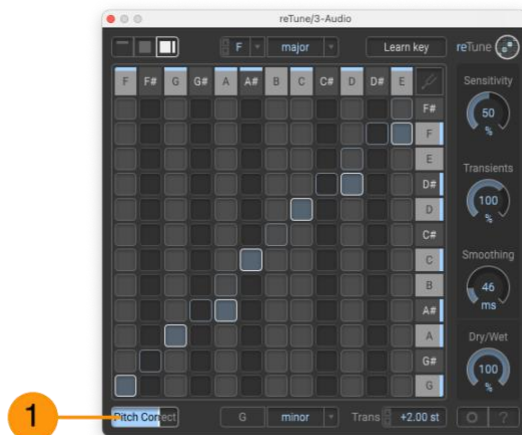 reTune/3-Audio
F major Learn key reTune
F F# G G# A A# B C C# D D# E
Sensitivity
50
%
F#
F
E
D#
D
C#
C
B
A#
A
G#
G
Transients
100
%
Smoothing
46
ms
Dry/Wet
100
%
1
Pitch Correct G minor Trans +2.00 st ?